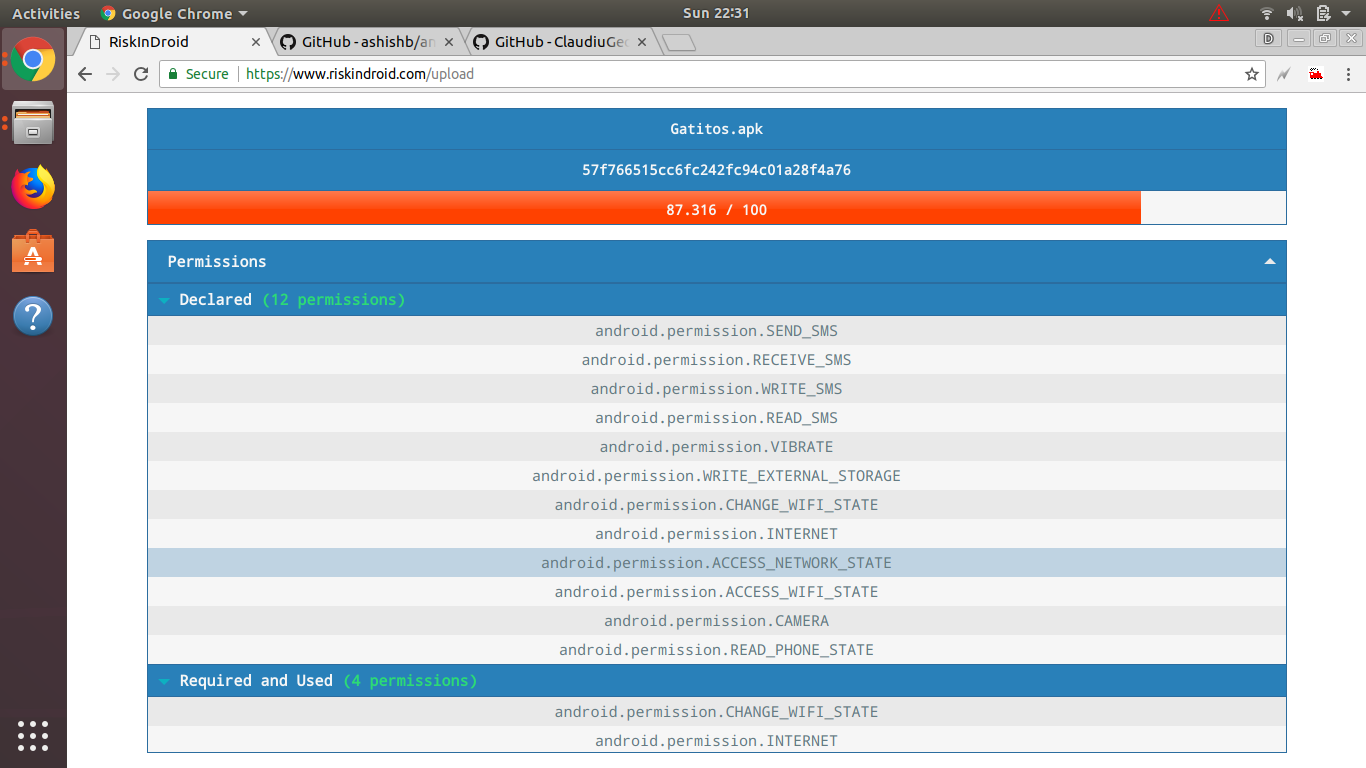 Activities Google Chrome Sun 22:31
RiskInDroid GitHub - ashishb/an GitHub - ClaudiuGeo D
Secure https://www.riskindroid.com/upload
Gatitos.apk
57f766515cc6fc242fc94c01a28f4a76
87.316 / 100
Permissions
Declared (12 permissions)
android.permission.SEND_SMS
android.permission.RECEIVE_SMS
android.permission.WRITE_SMS
android.permission.READ_SMS
android.permission.VIBRATE
android.permission.WRITE_EXTERNAL_STORAGE
android.permission.CHANGE_WIFI_STATE
android.permission.INTERNET
android.permission.ACCESS_NETWORK_STATE
android.permission.ACCESS_WIFI_STATE
android.permission.CAMERA
android.permission.READ_PHONE_STATE
Required and Used (4 permissions)
android.permission.CHANGE_WIFI_STATE
android.permission.INTERNET